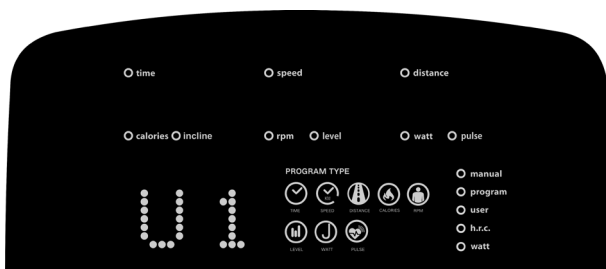 time speed distance
calories incline rpm level watt pulse
PROGRAM TYPE
manual
program
TIME SPEED DISTANCE CALORIES RPM
user
h.r.c.
LEVEL WATT PULSE
watt
U1